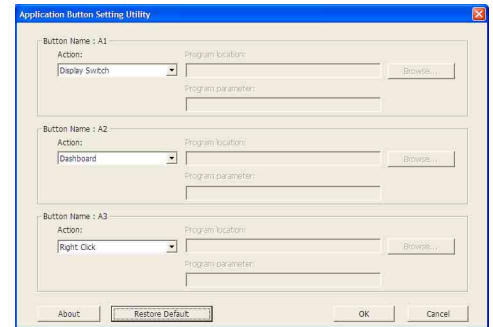 Application Button Setting Utility
Button Name : A1
Action:
Program location:
Display Switch
Browse...
Program parameter:
Button Name : A2
Action:
Program location:
Dashboard
Browse...
Program parameter:
Button Name : A3
Action:
Program location:
Right Click
Browse...
Program parameter:
About
Restore Default
OK
Cancel